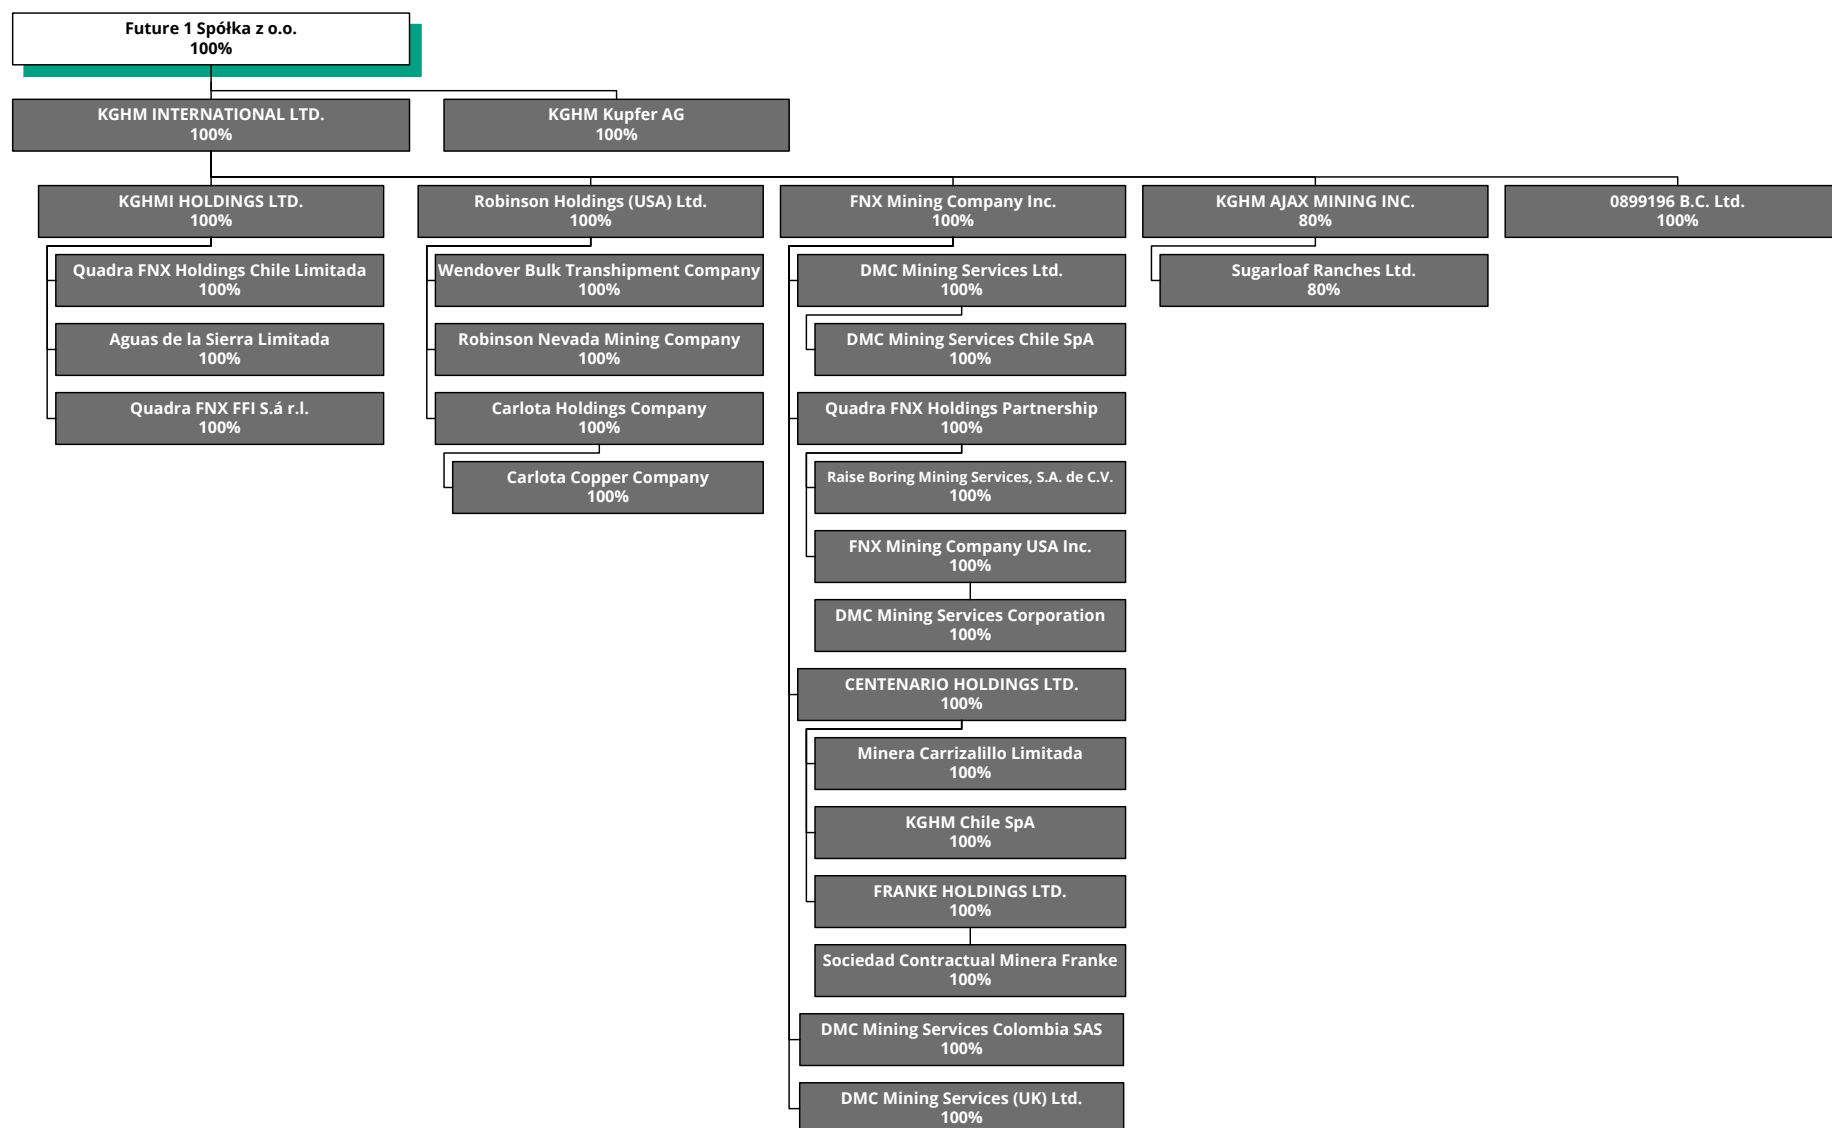 Future 1 Spółka z o.o.
100%
KGHM INTERNATIONAL LTD.
100%
KGHM Kupfer AG
100%
KGHMI HOLDINGS LTD.
100%
Robinson Holdings (USA) Ltd.
100%
FNX Mining Company Inc.
100%
KGHM AJAX MINING INC.
80%
0899196 B.C. Ltd.
100%
Quadra FNX Holdings Chile Limitada
100%
Aguas de la Sierra Limitada
100%
Quadra FNX FFI S.á r.l.
100%
Wendover Bulk Transhipment Company
100%
Robinson Nevada Mining Company
100%
Carlota Holdings Company
100%
Carlota Copper Company
100%
DMC Mining Services Ltd.
100%
DMC Mining Services Chile SpA
100%
Quadra FNX Holdings Partnership
100%
Raise Boring Mining Services, S.A. de C.V.
100%
FNX Mining Company USA Inc.
100%
DMC Mining Services Corporation
100%
CENTENARIO HOLDINGS LTD.
100%
Minera Carrizalillo Limitada
100%
KGHM Chile SpA
100%
FRANKE HOLDINGS LTD.
100%
Sociedad Contractual Minera Franke
100%
DMC Mining Services Colombia SAS
100%
DMC Mining Services (UK) Ltd.
100%
Sugarloaf Ranches Ltd.
80%